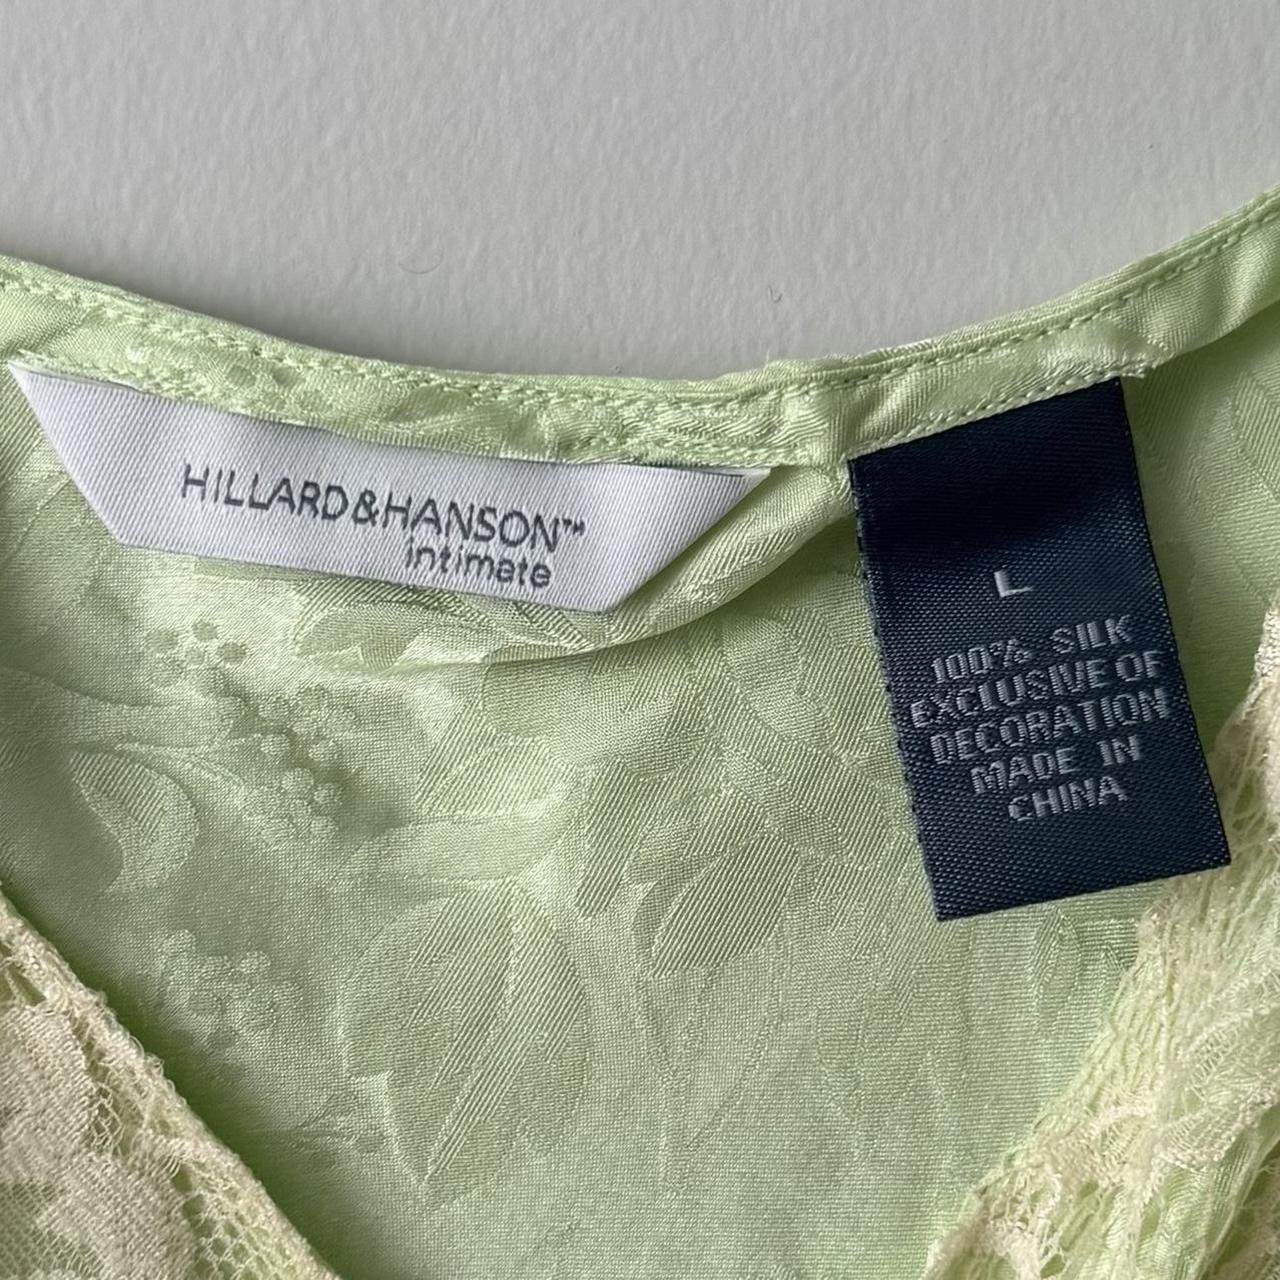 HILLARD&HANSON™
intimate
L
100% SILK
EXCLUSIVE OF
DECORATION
MADE IN
CHINA